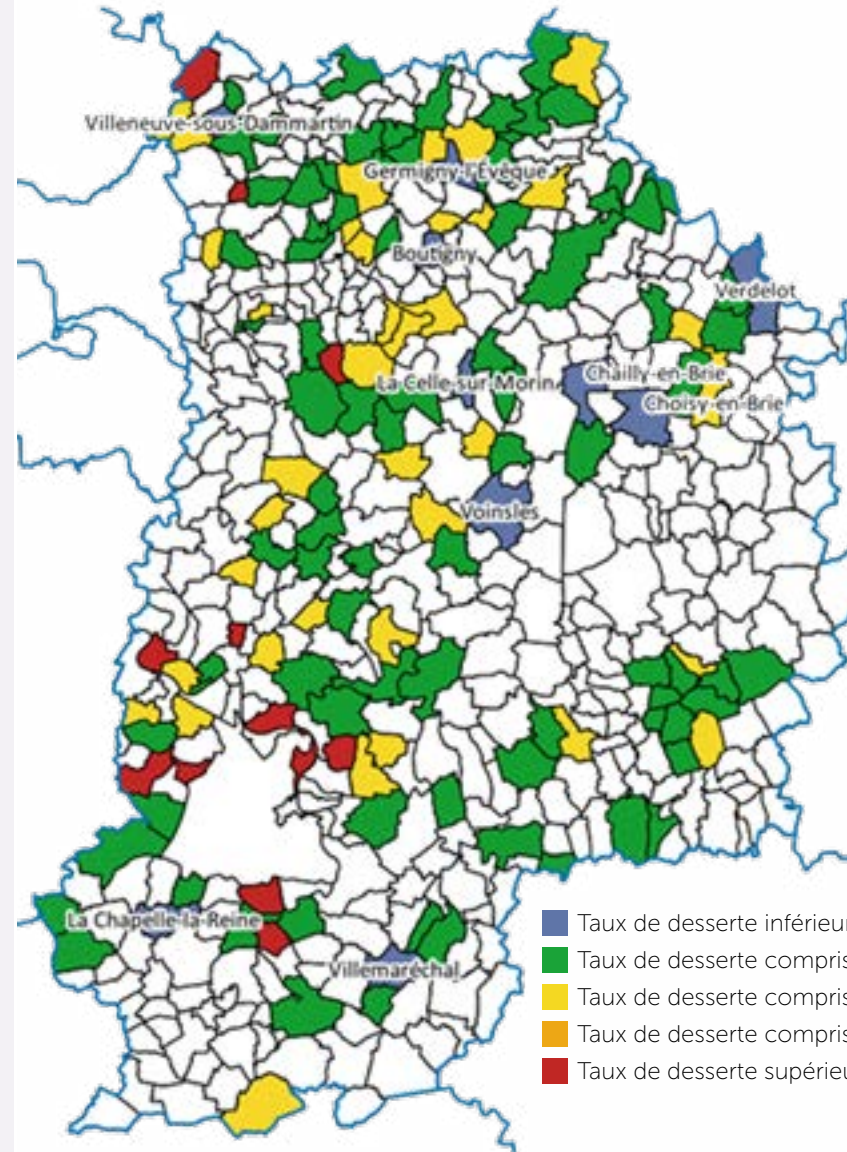 Villeneuve-sous-Dammartin
Germigny-l'Évêque
Boutigny
Verdelot
La Celle-sur-Morin
Chailly-en-Brie
Choisy-en-Brie
Voinsles
La Chapelle-la-Reine
Villemaréchal
Taux de desserte inférieur
Taux de desserte compris
Taux de desserte compris
Taux de desserte compris
Taux de desserte supérieu